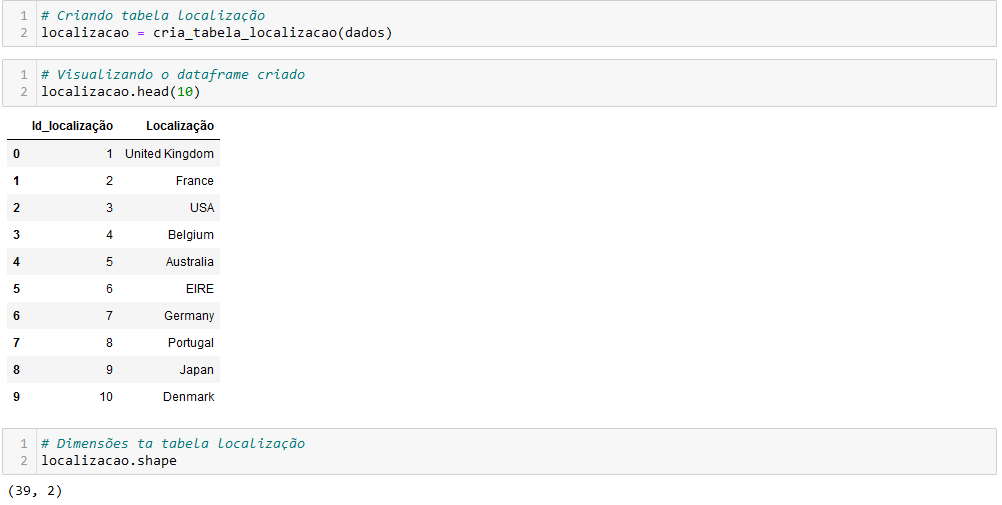 1 # Criando tabela localização
2 localizacao = cria_tabela_localizacao(dados)
1 # Visualizando o dataframe criado
2 localizacao.head(10)
Id_localização Localização
0 1 United Kingdom
1 2 France
2 3 USA
3 4 Belgium
4 5 Australia
5 6 EIRE
6 7 Germany
7 8 Portugal
8 9 Japan
9 10 Denmark
1 # Dimensões ta tabela localização
2 localizacao.shape
(39, 2)